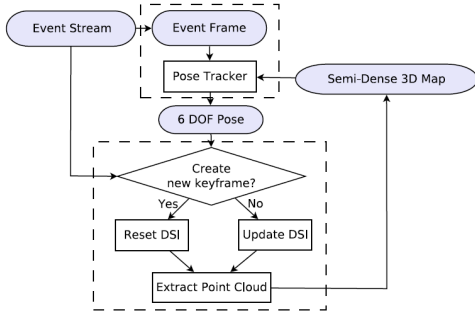 Event Stream
Event Frame
Pose Tracker
Semi-Dense 3D Map
6 DOF Pose
Create
new keyframe?
Yes
No
Reset DSI
Update DSI
Extract Point Cloud